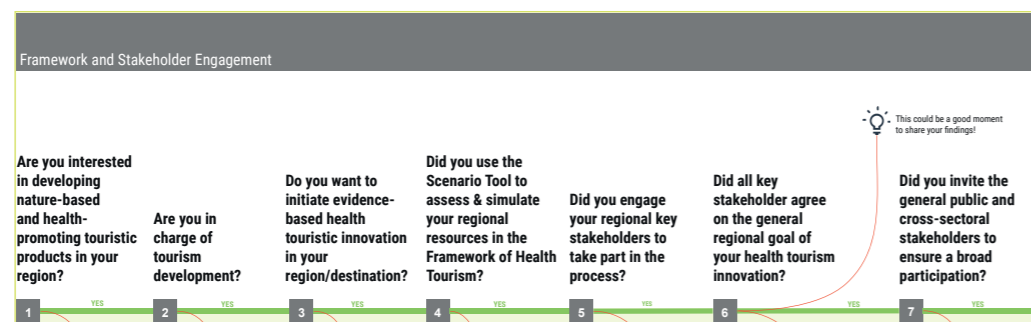 Framework and Stakeholder Engagement
This could be a good moment
to share your findings!
Are you interested
in developing
nature-based
and health-
promoting touristic
products in your
region?
Are you in
charge of
tourism
development?
Do you want to
initiate evidence-
based health
touristic innovation
in your
region/destination?
Did you use the
Scenario Tool to
assess & simulate
your regional
resources in the
Framework of Health
Tourism?
Did you engage
your regional key
stakeholders to
take part in the
process?
Did all key
stakeholder agree
on the general
regional goal of
your health tourism
innovation?
Did you invite the
general public and
cross-sectoral
stakeholders to
ensure a broad
participation?
1 YES 2 YES 3 YES 4 YES 5 YES 6 YES 7 YES